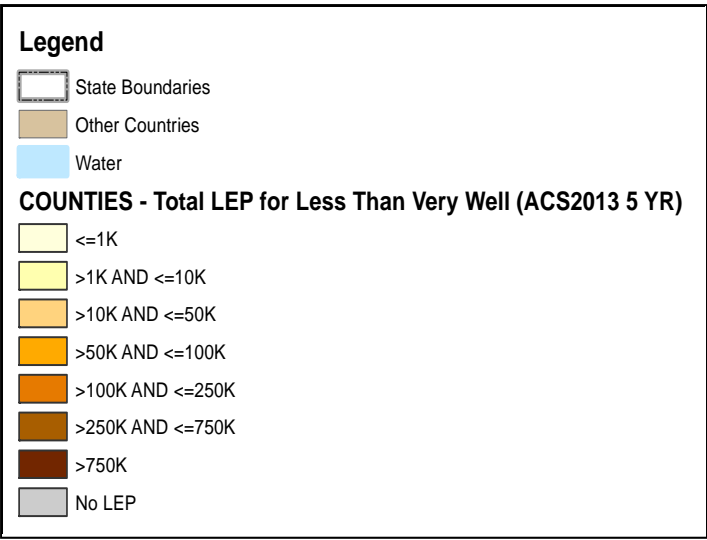 Legend
State Boundaries
Other Countries
Water
COUNTIES - Total LEP for Less Than Very Well (ACS2013 5 YR)
<=1K
>1K AND <=10K
>10K AND <=50K
>50K AND <=100K
>100K AND <=250K
>250K AND <=750K
>750K
No LEP